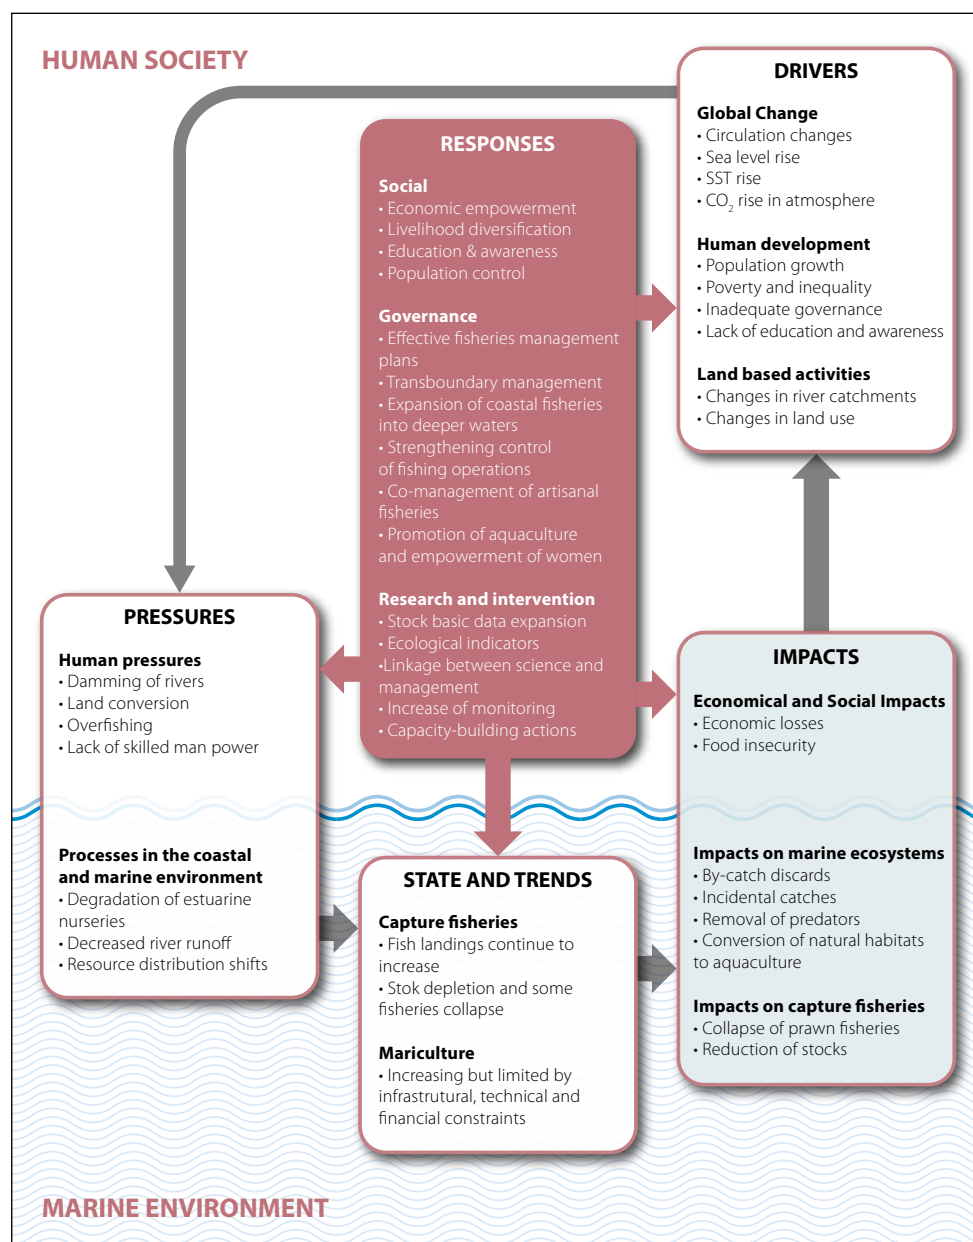 HUMAN SOCIETY
DRIVERS
Global Change
• Circulation changes
• Sea level rise
• SST rise
• CO₂ rise in atmosphere
Human development
• Population growth
• Poverty and inequality
• Inadequate governance
• Lack of education and awareness
Land based activities
• Changes in river catchments
• Changes in land use
RESPONSES
Social
• Economic empowerment
• Livelihood diversification
• Education & awareness
• Population control
Governance
• Effective fisheries management
plans
• Transboundary management
• Expansion of coastal fisheries
into deeper waters
• Strengthening control
of fishing operations
• Co-management of artisanal
fisheries
• Promotion of aquaculture
and empowerment of women
Research and intervention
• Stock basic data expansion
• Ecological indicators
•Linkage between science and
management
• Increase of monitoring
• Capacity-building actions
PRESSURES
Human pressures
• Damming of rivers
• Land conversion
• Overfishing
• Lack of skilled man power
Processes in the coastal
and marine environment
• Degradation of estuarine
nurseries
• Decreased river runoff
• Resource distribution shifts
STATE AND TRENDS
Capture fisheries
• Fish landings continue to
increase
• Stok depletion and some
fisheries collapse
Mariculture
• Increasing but limited by
infrastrutural, technical and
financial constraints
IMPACTS
Economical and Social Impacts
• Economic losses
• Food insecurity
Impacts on marine ecosystems
• By-catch discards
• Incidental catches
• Removal of predators
• Conversion of natural habitats
to aquaculture
Impacts on capture fisheries
• Collapse of prawn fisheries
• Reduction of stocks
MARINE ENVIRONMENT